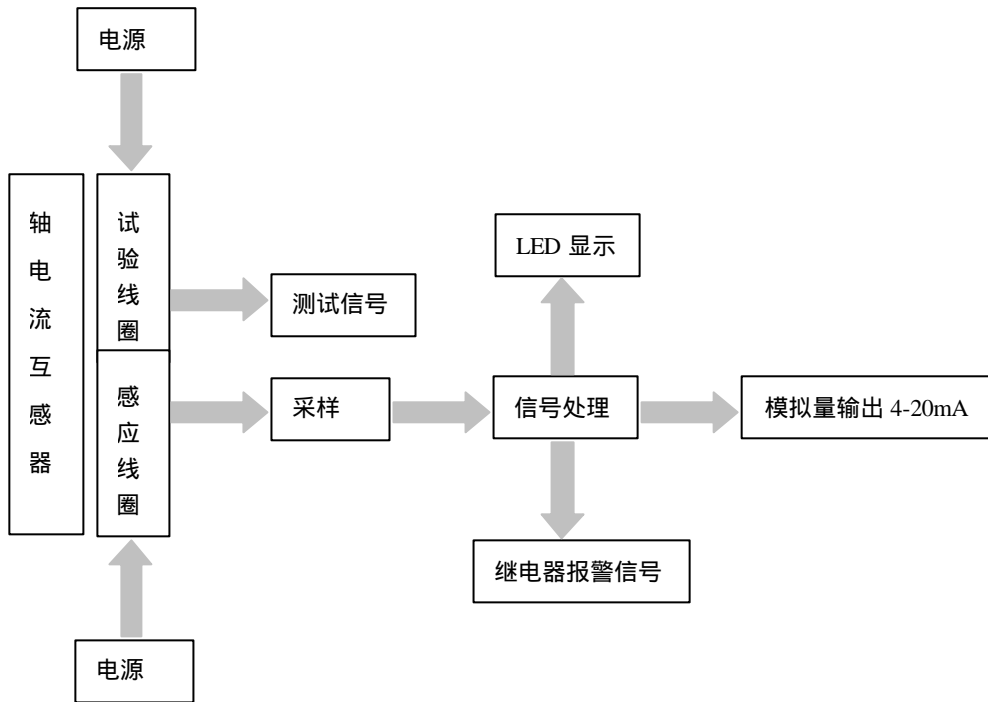 电源
轴电流互感器
试验线圈
测试信号
LED 显示
感应线圈
采样
信号处理
模拟量输出 4-20mA
继电器报警信号
电源